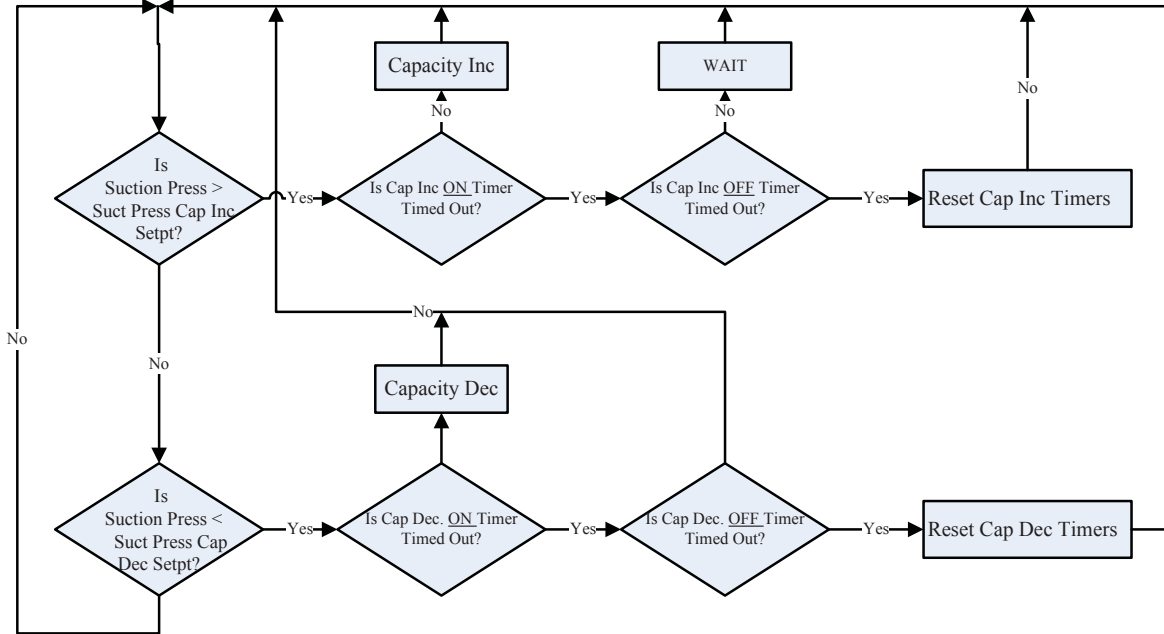 Capacity Inc
WAIT
No
No
No
Is
Suction Press >
Suct Press Cap Inc
Setpt?
Yes
Is Cap Inc ON Timer
Timed Out?
Yes
Is Cap Inc OFF Timer
Timed Out?
Yes
Reset Cap Inc Timers
No
No
No
Capacity Dec
Is
Suction Press <
Suct Press Cap
Dec Setpt?
Yes
Is Cap Dec. ON Timer
Timed Out?
Yes
Is Cap Dec. OFF Timer
Timed Out?
Yes
Reset Cap Dec Timers